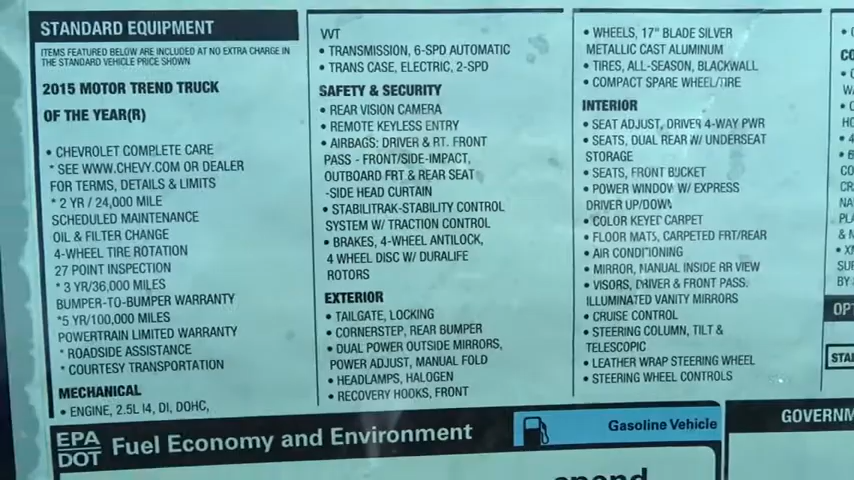 STANDARD EQUIPMENT
ITEMS FEATURED BELOW ARE INCLUDED AT NO EXTRA CHARGE IN
THE STANDARD VEHICLE PRICE SHOWN
2015 MOTOR TREND TRUCK
OF THE YEAR(R)
• CHEVROLET COMPLETE CARE
* SEE WWW.CHEVY.COM OR DEALER
FOR TERMS, DETAILS & LIMITS
* 2 YR / 24,000 MILE
SCHEDULED MAINTENANCE
OIL & FILTER CHANGE
4-WHEEL TIRE ROTATION
27 POINT INSPECTION
* 3 YR/36,000 MILES
BUMPER-TO-BUMPER WARRANTY
*5 YR/100,000 MILES
POWERTRAIN LIMITED WARRANTY
* ROADSIDE ASSISTANCE
* COURTESY TRANSPORTATION
MECHANICAL
• ENGINE, 2.5L I4, DI, DOHC,
VVT
• TRANSMISSION, 6-SPD AUTOMATIC
• TRANS CASE, ELECTRIC, 2-SPD
SAFETY & SECURITY
• REAR VISION CAMERA
• REMOTE KEYLESS ENTRY
• AIRBAGS: DRIVER & RT. FRONT
PASS - FRONT/SIDE-IMPACT,
OUTBOARD FRT & REAR SEAT
-SIDE HEAD CURTAIN
• STABILITRAK-STABILITY CONTROL
SYSTEM W/ TRACTION CONTROL
• BRAKES, 4-WHEEL ANTILOCK,
4 WHEEL DISC W/ DURALIFE
ROTORS
EXTERIOR
• TAILGATE, LOCKING
• CORNERSTEP, REAR BUMPER
• DUAL POWER OUTSIDE MIRRORS,
POWER ADJUST, MANUAL FOLD
• HEADLAMPS, HALOGEN
• RECOVERY HOOKS, FRONT
• WHEELS, 17" BLADE SILVER
METALLIC CAST ALUMINUM
• TIRES, ALL-SEASON, BLACKWALL
• COMPACT SPARE WHEEL/TIRE
INTERIOR
• SEAT ADJUST, DRIVER 4-WAY PWR
• SEATS, DUAL REAR W/ UNDERSEAT
STORAGE
• SEATS, FRONT BUCKET
• POWER WINDOW W/ EXPRESS
DRIVER UP/DOWN
• COLOR KEYED CARPET
• FLOOR MATS, CARPETED FRT/REAR
• AIR CONDITIONING
• MIRROR, MANUAL INSIDE RR VIEW
• VISORS, DRIVER & FRONT PASS.
ILLUMINATED VANITY MIRRORS
• CRUISE CONTROL
• STEERING COLUMN, TILT &
TELESCOPIC
• LEATHER WRAP STEERING WHEEL
• STEERING WHEEL CONTROLS
EPA
DOT Fuel Economy and Environment
Gasoline Vehicle
GOVERNM
spend